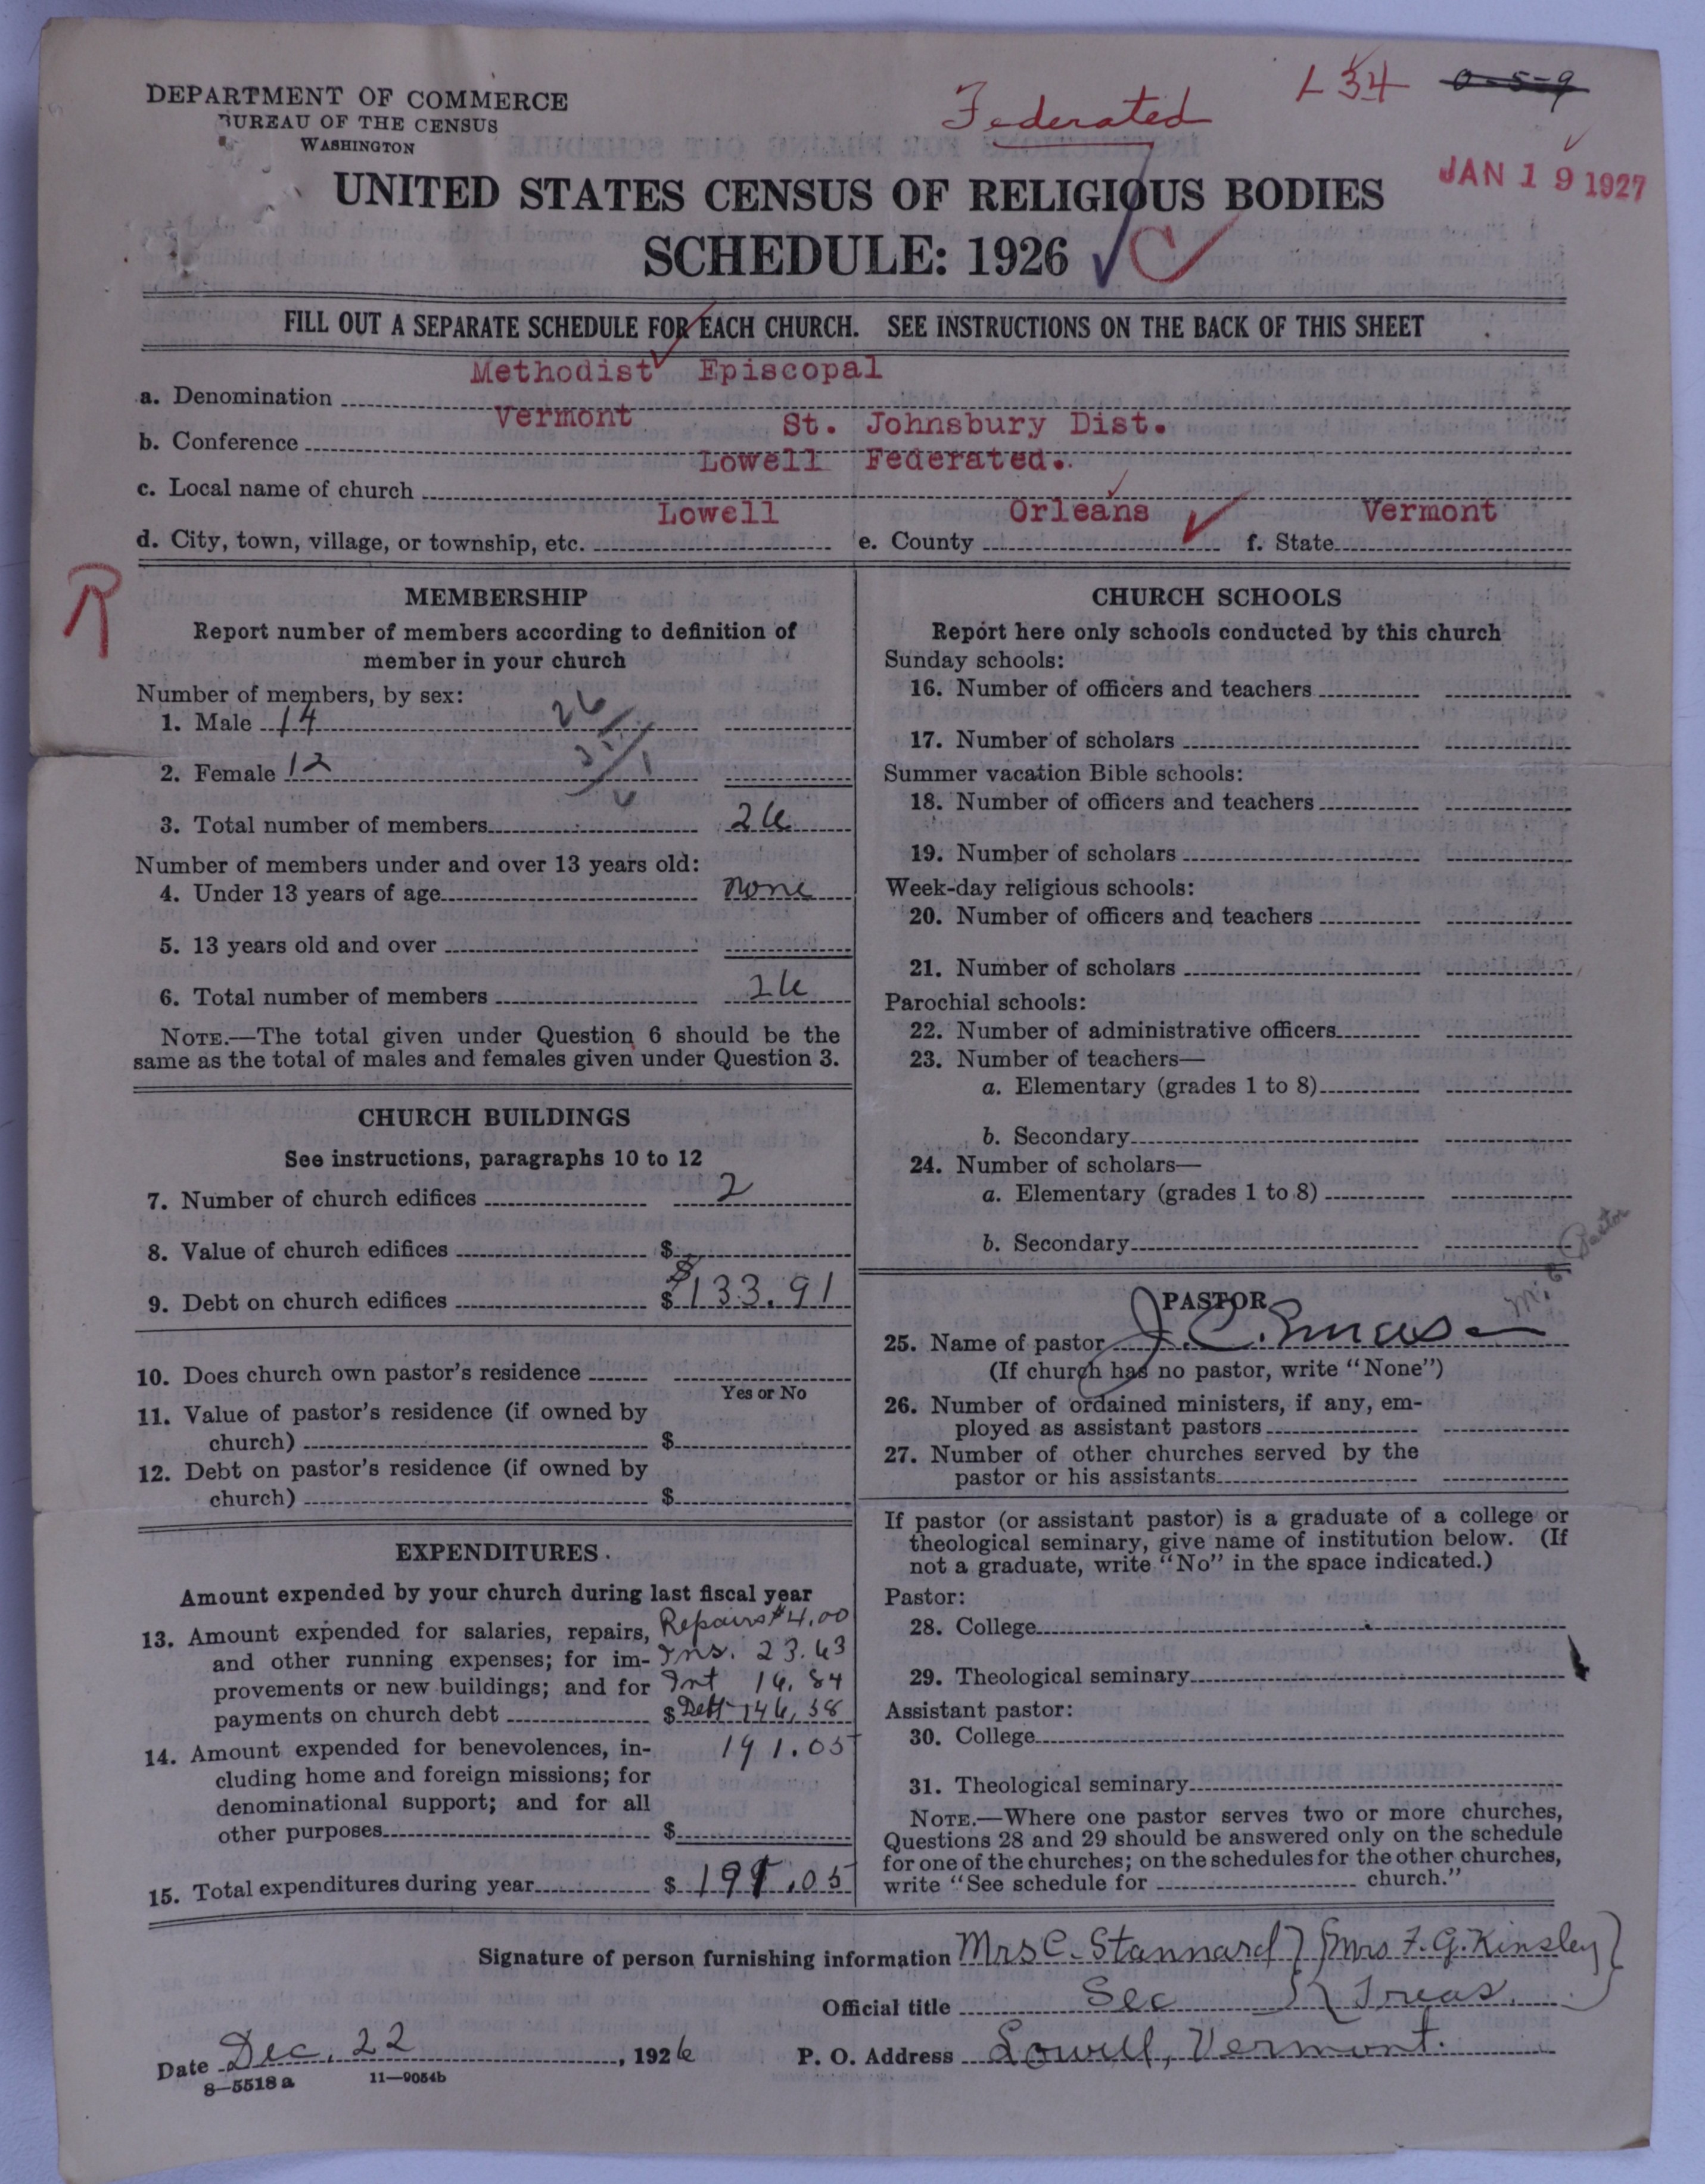 DEPARTMENT OF COMMERCE
BUREAU OF THE CENSUS
WASHINGTON
Federated
L 34
0-5-9
JAN 19 1927
UNITED STATES CENSUS OF RELIGIOUS BODIES
SCHEDULE: 1926
C
FILL OUT A SEPARATE SCHEDULE FOR EACH CHURCH. SEE INSTRUCTIONS ON THE BACK OF THIS SHEET
a. Denomination Methodist Episcopal
b. Conference Vermont St. Johnsbury Dist.
c. Local name of church Lowell Federated.
d. City, town, village, or township, etc. Lowell e. County Orleans f. State Vermont
R
MEMBERSHIP
Report number of members according to definition of
member in your church
Number of members, by sex:
26
1. Male 14
2. Female 12
3. Total number of members 26
Number of members under and over 13 years old:
4. Under 13 years of age none
5. 13 years old and over
6. Total number of members 26
NOTE.—The total given under Question 6 should be the
same as the total of males and females given under Question 3.
CHURCH BUILDINGS
See instructions, paragraphs 10 to 12
7. Number of church edifices 2
8. Value of church edifices $
9. Debt on church edifices $ $133.91
10. Does church own pastor's residence
Yes or No
11. Value of pastor's residence (if owned by
church) $
12. Debt on pastor's residence (if owned by
church) $
EXPENDITURES
Amount expended by your church during last fiscal year
13. Amount expended for salaries, repairs, Repairs $4.00
and other running expenses; for im- Ins. 23.63
provements or new buildings; and for Int 16.84
payments on church debt $ Debt 146.58
14. Amount expended for benevolences, in- 191.05
cluding home and foreign missions; for
denominational support; and for all
other purposes $
15. Total expenditures during year $ 191.05
CHURCH SCHOOLS
Report here only schools conducted by this church
Sunday schools:
16. Number of officers and teachers
17. Number of scholars
Summer vacation Bible schools:
18. Number of officers and teachers
19. Number of scholars
Week-day religious schools:
20. Number of officers and teachers
21. Number of scholars
Parochial schools:
22. Number of administrative officers
23. Number of teachers—
a. Elementary (grades 1 to 8)
b. Secondary
24. Number of scholars—
a. Elementary (grades 1 to 8)
b. Secondary
M. E. Pastor
PASTOR
25. Name of pastor J. C.
(If church has no pastor, write "None")
26. Number of ordained ministers, if any, em-
ployed as assistant pastors
27. Number of other churches served by the
pastor or his assistants
If pastor (or assistant pastor) is a graduate of a college or
theological seminary, give name of institution below. (If
not a graduate, write "No" in the space indicated.)
Pastor:
28. College
29. Theological seminary
Assistant pastor:
30. College
31. Theological seminary
NOTE.—Where one pastor serves two or more churches,
Questions 28 and 29 should be answered only on the schedule
for one of the churches; on the schedules for the other churches,
write "See schedule for church."
Signature of person furnishing information Mrs C. Stannard} {Mrs F. G. Kinsley}
Official title Sec } { Treas. }
Date Dec. 22, 1926 P. O. Address Lowell, Vermont.
8—5518 a 11—9054b